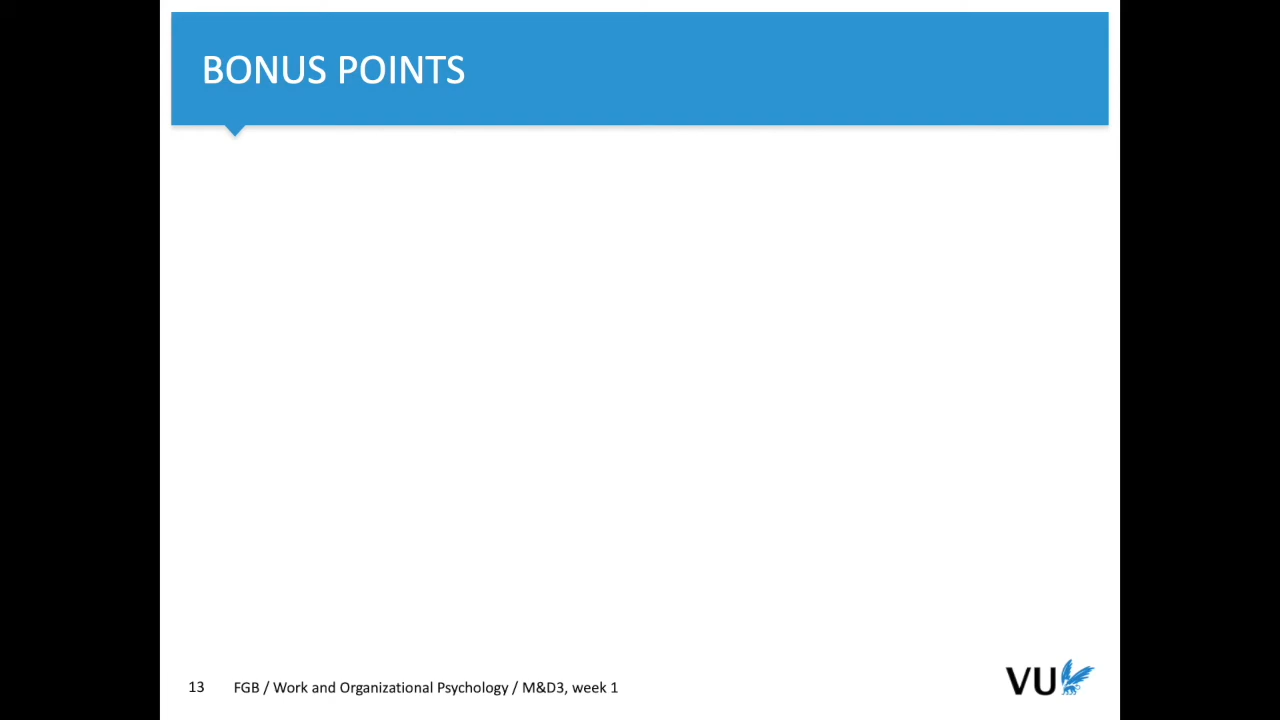 BONUS POINTS
13 FGB / Work and Organizational Psychology / M&D3, week 1
VU